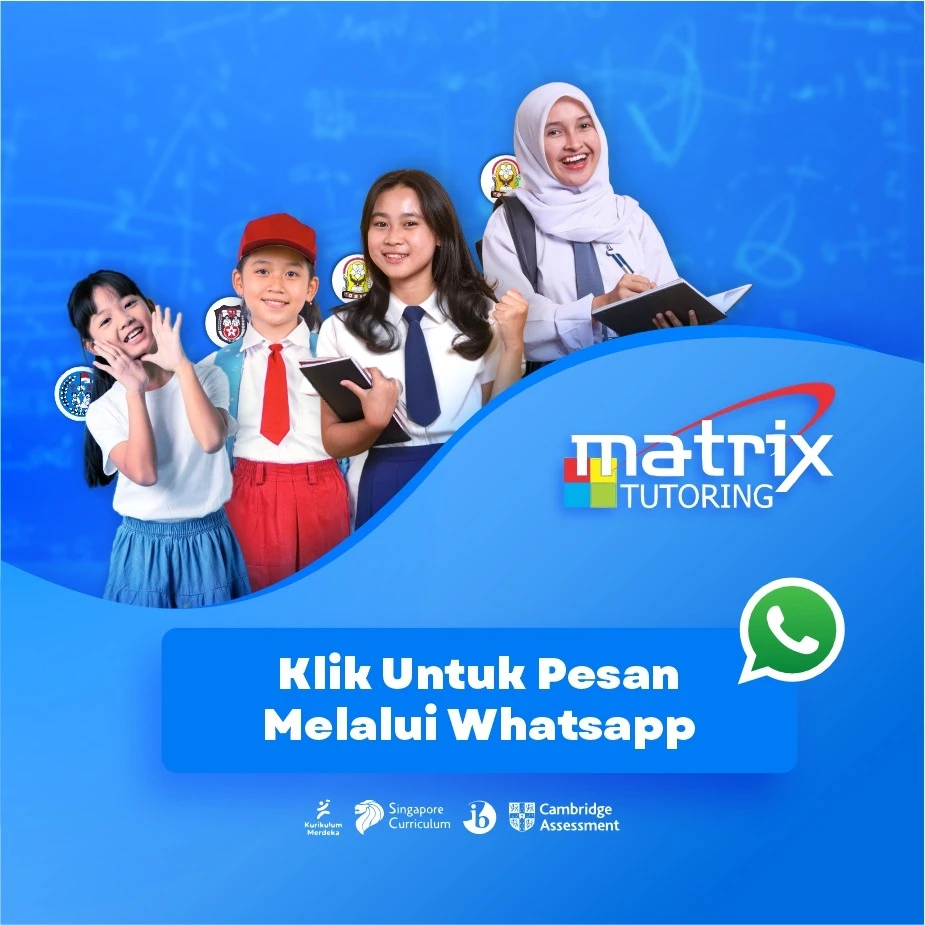 matrix
TUTORING
Klik Untuk Pesan
Melalui Whatsapp
Kurikulum
Merdeka
Singapore
Curriculum
ib
Cambridge
Assessment